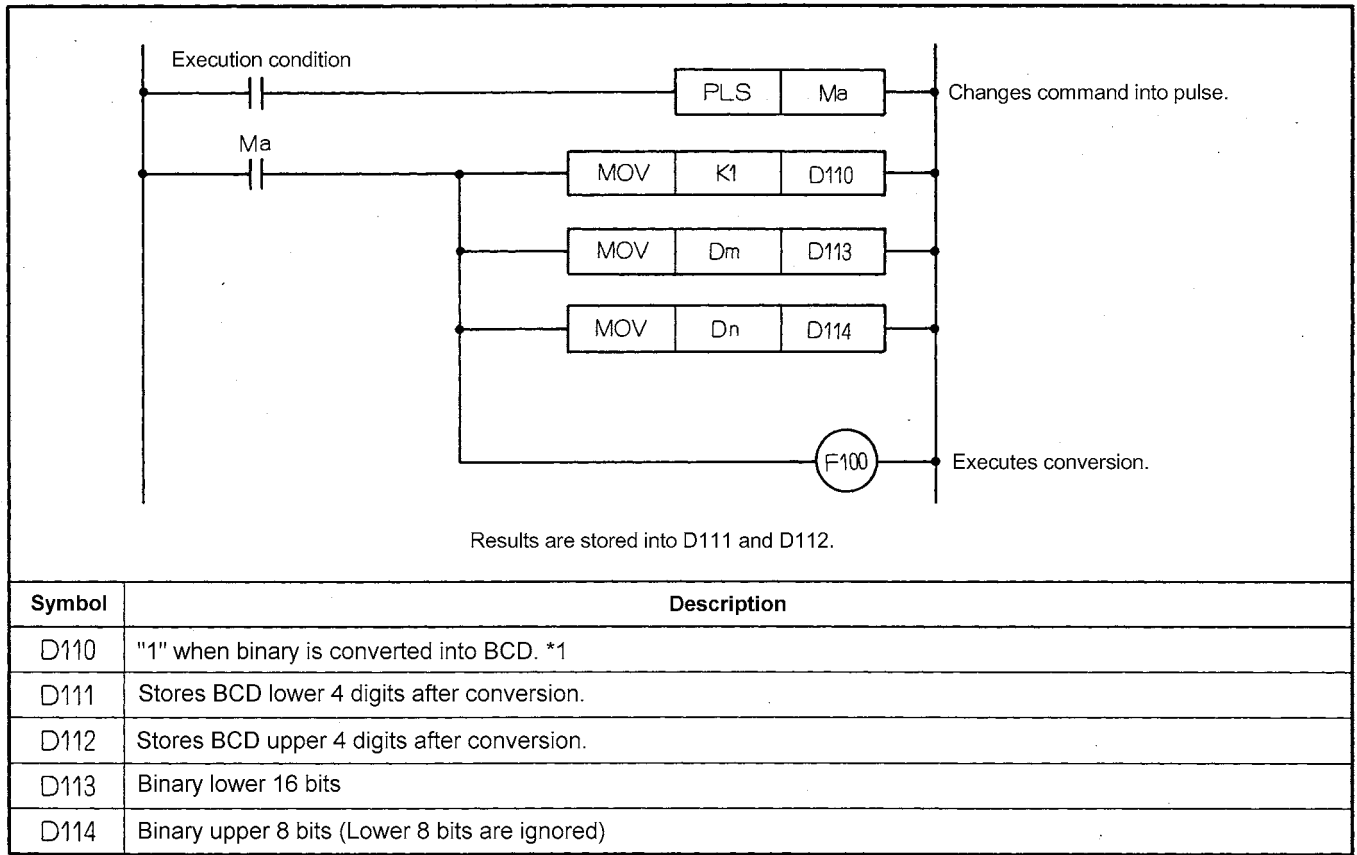 Execution condition
PLS Ma Changes command into pulse.
Ma
MOV K1 D110
MOV Dm D113
MOV Dn D114
F100 Executes conversion.
Results are stored into D111 and D112.
Symbol Description
D110 "1" when binary is converted into BCD. *1
D111 Stores BCD lower 4 digits after conversion.
D112 Stores BCD upper 4 digits after conversion.
D113 Binary lower 16 bits
D114 Binary upper 8 bits (Lower 8 bits are ignored)